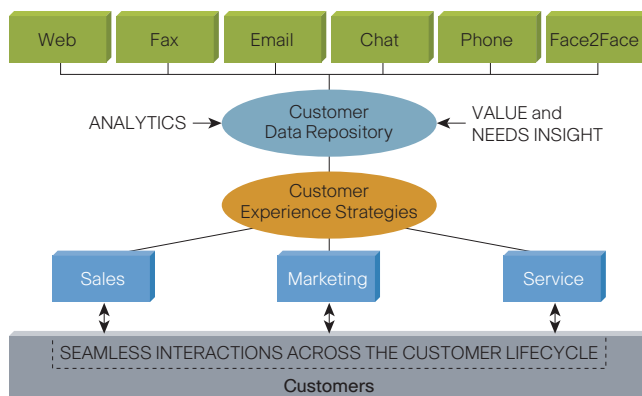 Web
Fax
Email
Chat
Phone
Face2Face
ANALYTICS
Customer
Data Repository
VALUE and
NEEDS INSIGHT
Customer
Experience Strategies
Sales
Marketing
Service
SEAMLESS INTERACTIONS ACROSS THE CUSTOMER LIFECYCLE
Customers